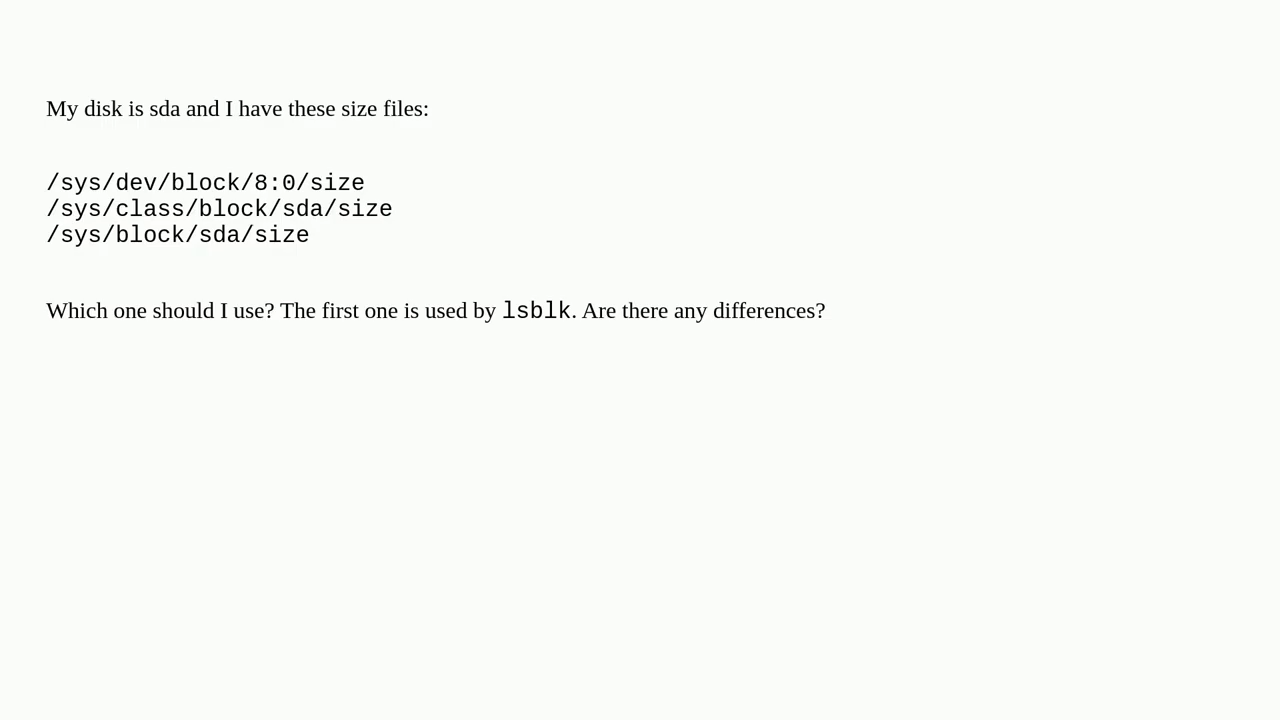 My disk is sda and I have these size files:
/sys/dev/block/8:0/size
/sys/class/block/sda/size
/sys/block/sda/size
Which one should I use? The first one is used by lsblk. Are there any differences?